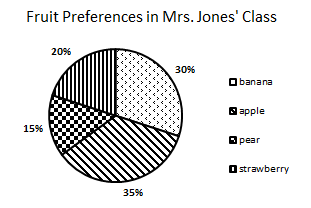 Fruit Preferences in Mrs. Jones' Class
20%
30%
15%
35%
banana
apple
pear
strawberry